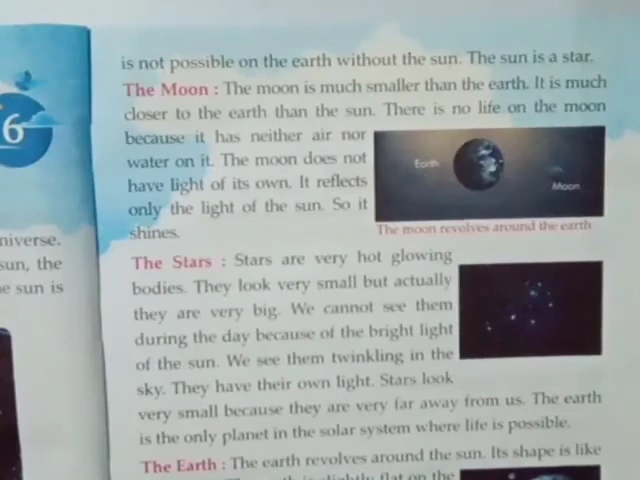 6
niverse.
sun, the
e sun is
is not possible on the earth without the sun. The sun is a star.
The Moon : The moon is much smaller than the earth. It is much
closer to the earth than the sun. There is no life on the moon
because it has neither air nor
water on it. The moon does not
have light of its own. It reflects
only the light of the sun. So it
shines.
Earth
Moon
The moon revolves around the earth
The Stars : Stars are very hot glowing
bodies. They look very small but actually
they are very big. We cannot see them
during the day because of the bright light
of the sun. We see them twinkling in the
sky. They have their own light. Stars look
very small because they are very far away from us. The earth
is the only planet in the solar system where life is possible.
The Earth : The earth revolves around the sun. Its shape is like
slightly flat on the